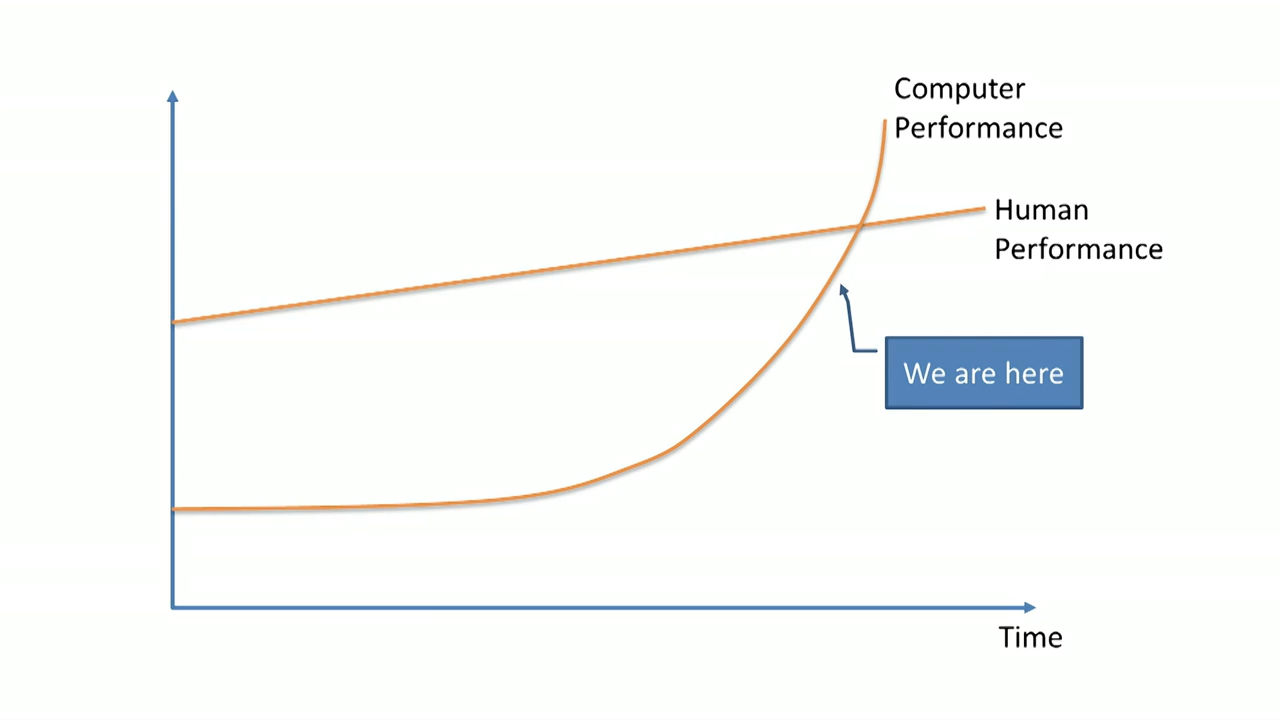 Computer
Performance
Human
Performance
We are here
Time